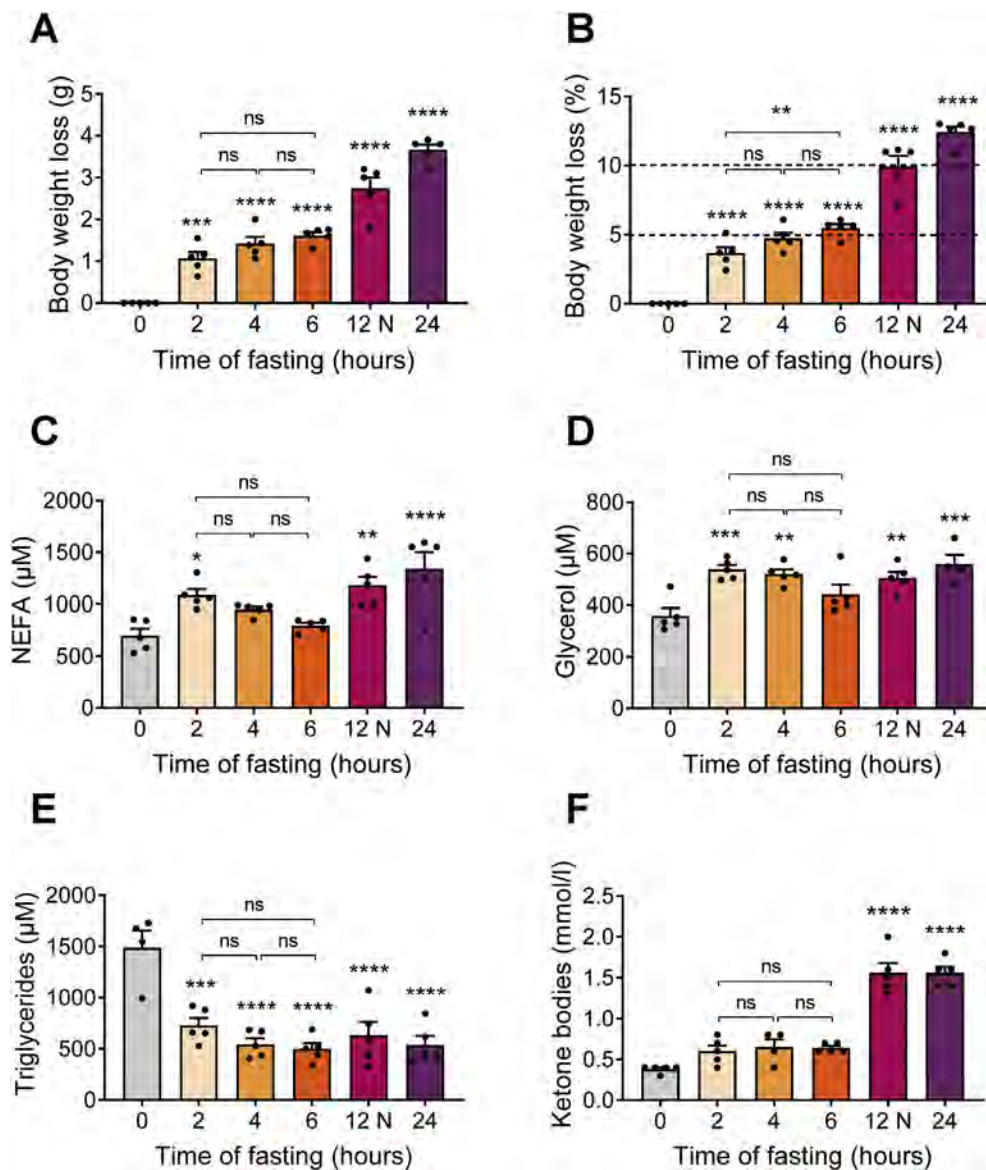 A
Body weight loss (g)
5
4
3
2
1
0
ns
ns ns
***
****
****
****
****
0 2 4 6 12 N 24
Time of fasting (hours)
B
Body weight loss (%)
15
10
5
0
**
ns ns
****
****
****
****
****
0 2 4 6 12 N 24
Time of fasting (hours)
C
NEFA (µM)
2000
1500
1000
500
0
ns
ns ns
*
**
****
0 2 4 6 12 N 24
Time of fasting (hours)
D
Glycerol (µM)
800
600
400
200
0
ns
ns ns
***
**
**
***
0 2 4 6 12 N 24
Time of fasting (hours)
E
Triglycerides (µM)
2000
1500
1000
500
0
ns
ns ns
***
****
****
****
****
0 2 4 6 12 N 24
Time of fasting (hours)
F
Ketone bodies (mmol/l)
2.5
2.0
1.5
1.0
0.5
0.0
ns
ns ns
****
****
0 2 4 6 12 N 24
Time of fasting (hours)